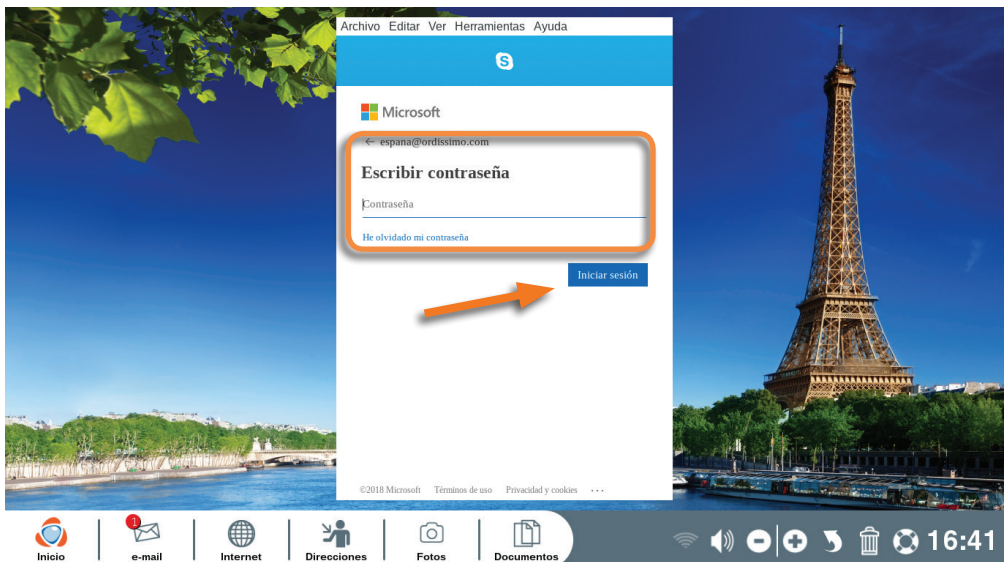 Archivo Editar Ver Herramientas Ayuda
S
Microsoft
← espana@ordissimo.com
Escribir contraseña
Contraseña
He olvidado mi contraseña
Iniciar sesión
©2018 Microsoft Términos de uso Privacidad y cookies ...
1
Inicio e-mail Internet Direcciones Fotos Documentos 16:41